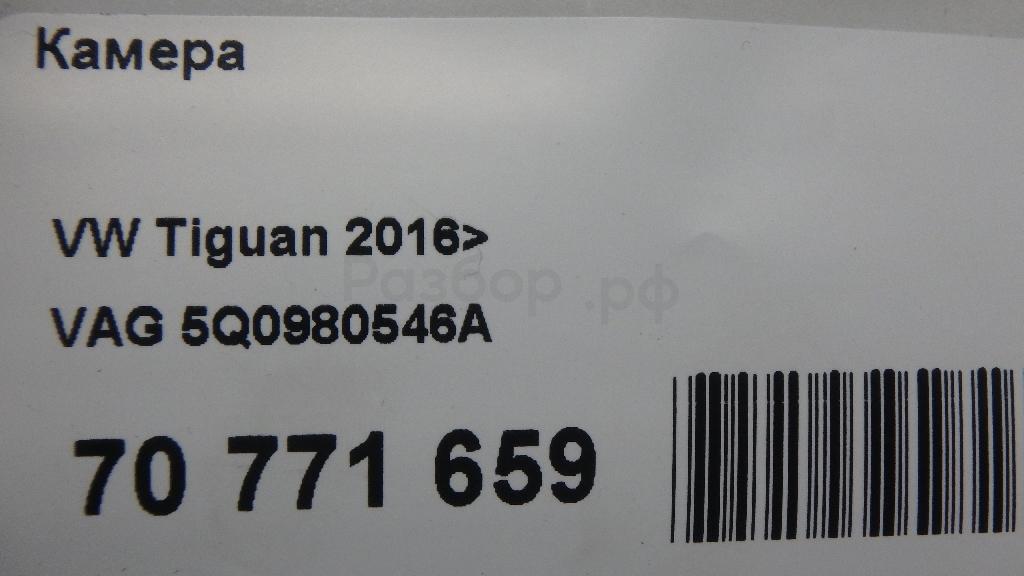 Камера
VW Tiguan 2016>
Разбор.рф
VAG 5Q0980546A
70 771 659